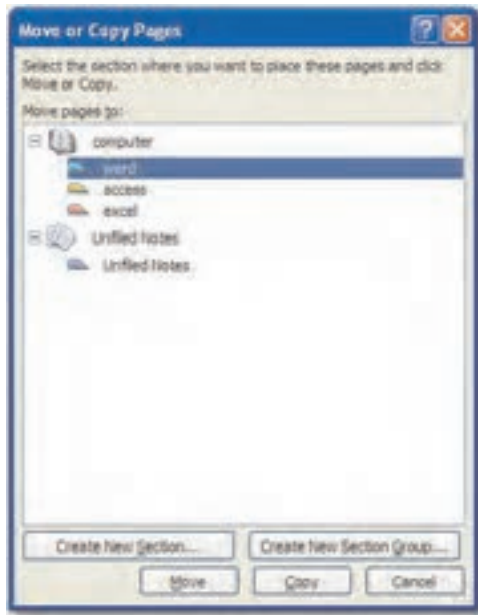 Move or Copy Pages
Select the section where you want to place these pages and click
Move or Copy.
Move pages to:
computer
word
access
excel
Unfiled Notes
Unfiled Notes
Create New Section...
Create New Section Group...
Move
Copy
Cancel